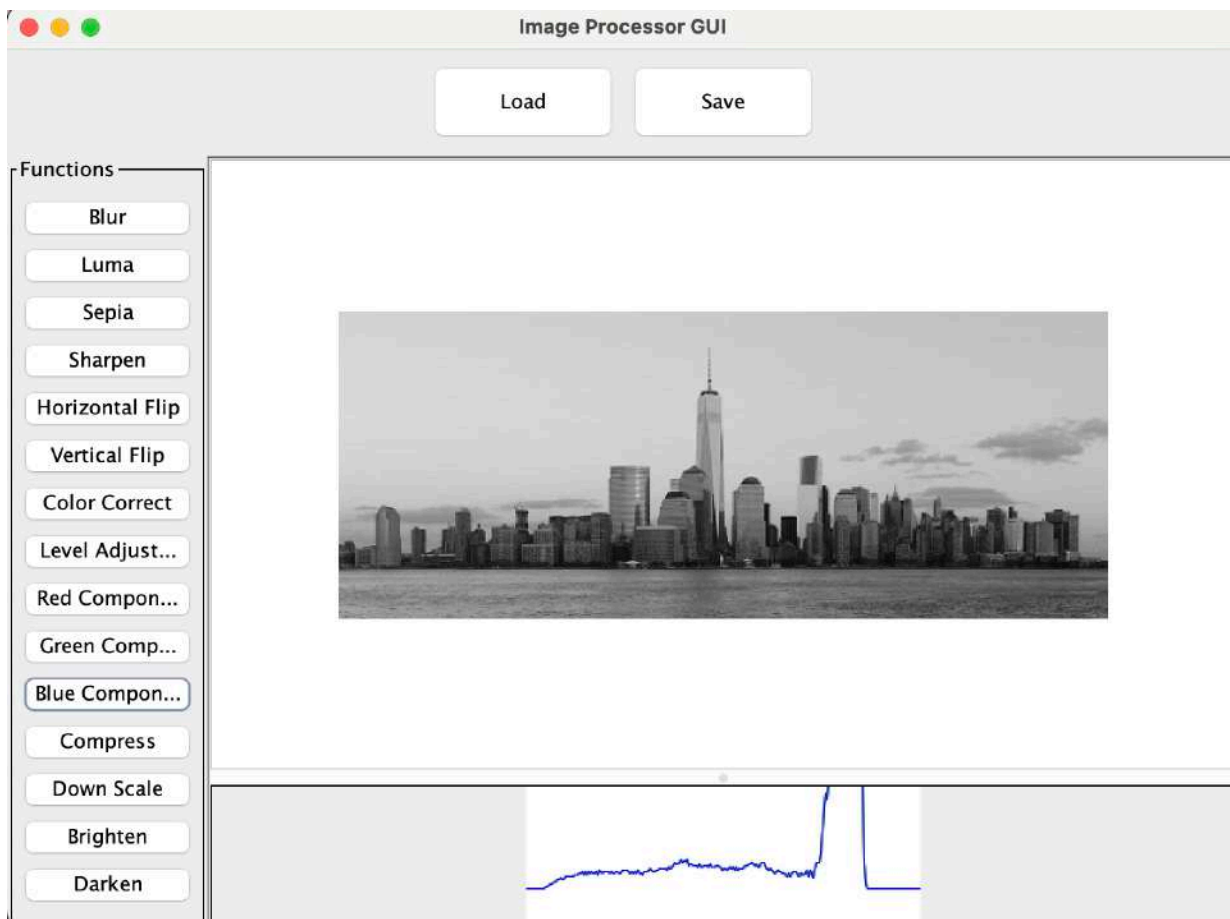 Image Processor GUI
Load
Save
Functions
Blur
Luma
Sepia
Sharpen
Horizontal Flip
Vertical Flip
Color Correct
Level Adjust...
Red Compon...
Green Comp...
Blue Compon...
Compress
Down Scale
Brighten
Darken